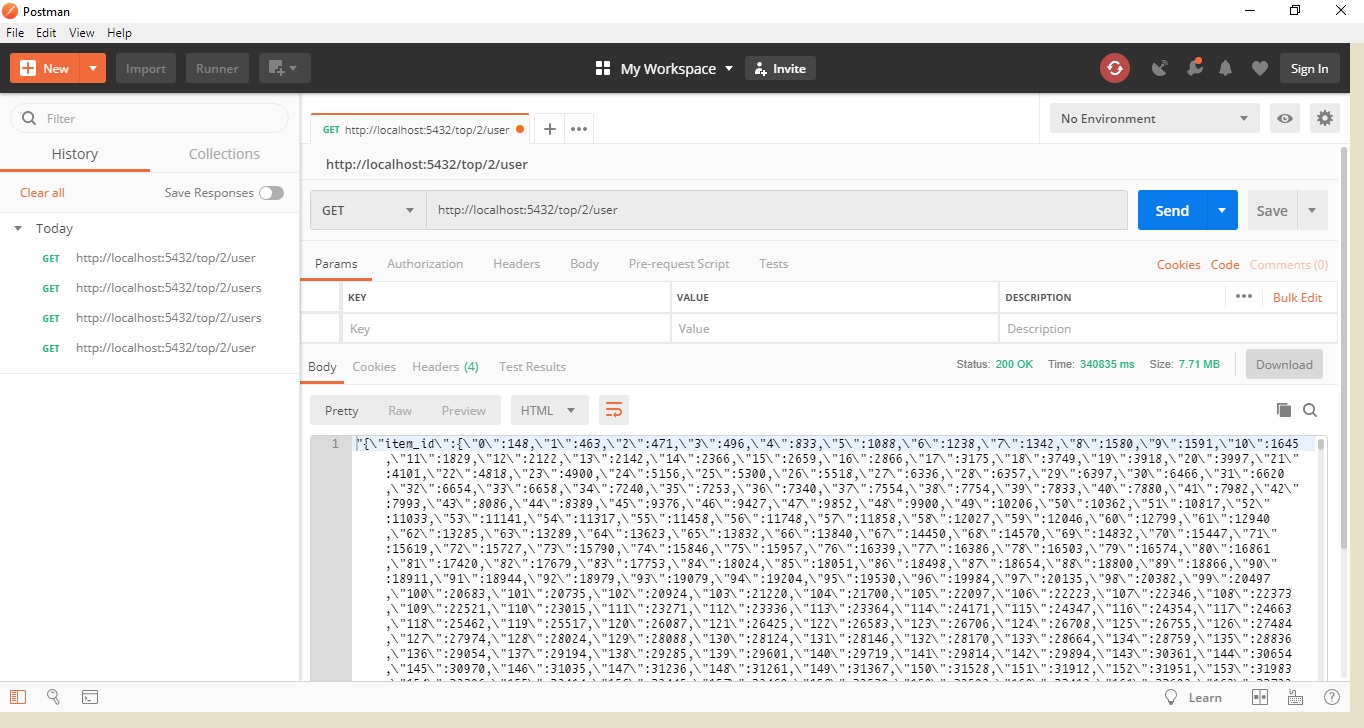 Postman
File Edit View Help
New Import Runner My Workspace Invite Sign In
Filter
History Collections
Clear all Save Responses
Today
GET http://localhost:5432/top/2/user
GET http://localhost:5432/top/2/users
GET http://localhost:5432/top/2/users
GET http://localhost:5432/top/2/user
GET http://localhost:5432/top/2/user + •••
No Environment
http://localhost:5432/top/2/user
GET http://localhost:5432/top/2/user Send Save
Params Authorization Headers Body Pre-request Script Tests Cookies Code Comments (0)
KEY VALUE DESCRIPTION ••• Bulk Edit
Key Value Description
Body Cookies Headers (4) Test Results Status: 200 OK Time: 340835 ms Size: 7.71 MB Download
Pretty Raw Preview HTML
1 "{\"item_id\":{\"0\":148,\"1\":463,\"2\":471,\"3\":496,\"4\":833,\"5\":1088,\"6\":1238,\"7\":1342,\"8\":1580,\"9\":1591,\"10\":1645
,\"11\":1829,\"12\":2122,\"13\":2142,\"14\":2366,\"15\":2659,\"16\":2866,\"17\":3175,\"18\":3749,\"19\":3918,\"20\":3997,\"21\"
:4101,\"22\":4818,\"23\":4900,\"24\":5156,\"25\":5300,\"26\":5518,\"27\":6336,\"28\":6357,\"29\":6397,\"30\":6466,\"31\":6620
,\"32\":6654,\"33\":6658,\"34\":7240,\"35\":7253,\"36\":7340,\"37\":7554,\"38\":7754,\"39\":7833,\"40\":7880,\"41\":7982,\"42\"
:7993,\"43\":8086,\"44\":8389,\"45\":9376,\"46\":9427,\"47\":9852,\"48\":9900,\"49\":10206,\"50\":10362,\"51\":10817,\"52\"
:11033,\"53\":11141,\"54\":11317,\"55\":11458,\"56\":11748,\"57\":11858,\"58\":12027,\"59\":12046,\"60\":12799,\"61\":12940
,\"62\":13285,\"63\":13289,\"64\":13623,\"65\":13832,\"66\":13840,\"67\":14450,\"68\":14570,\"69\":14832,\"70\":15447,\"71\"
:15619,\"72\":15727,\"73\":15790,\"74\":15846,\"75\":15957,\"76\":16339,\"77\":16386,\"78\":16503,\"79\":16574,\"80\":16861
,\"81\":17420,\"82\":17679,\"83\":17753,\"84\":18024,\"85\":18051,\"86\":18498,\"87\":18654,\"88\":18800,\"89\":18866,\"90\"
:18911,\"91\":18944,\"92\":18979,\"93\":19079,\"94\":19204,\"95\":19530,\"96\":19984,\"97\":20135,\"98\":20382,\"99\":20497
,\"100\":20683,\"101\":20735,\"102\":20924,\"103\":21220,\"104\":21700,\"105\":22097,\"106\":22223,\"107\":22346,\"108\":22373
,\"109\":22521,\"110\":23015,\"111\":23271,\"112\":23336,\"113\":23364,\"114\":24171,\"115\":24347,\"116\":24354,\"117\":24663
,\"118\":25462,\"119\":25517,\"120\":26087,\"121\":26425,\"122\":26583,\"123\":26706,\"124\":26708,\"125\":26755,\"126\":27484
,\"127\":27974,\"128\":28024,\"129\":28088,\"130\":28124,\"131\":28146,\"132\":28170,\"133\":28664,\"134\":28759,\"135\":28836
,\"136\":29054,\"137\":29194,\"138\":29285,\"139\":29601,\"140\":29719,\"141\":29814,\"142\":29894,\"143\":30361,\"144\":30654
,\"145\":30970,\"146\":31035,\"147\":31236,\"148\":31261,\"149\":31367,\"150\":31528,\"151\":31912,\"152\":31951,\"153\":31983
Learn